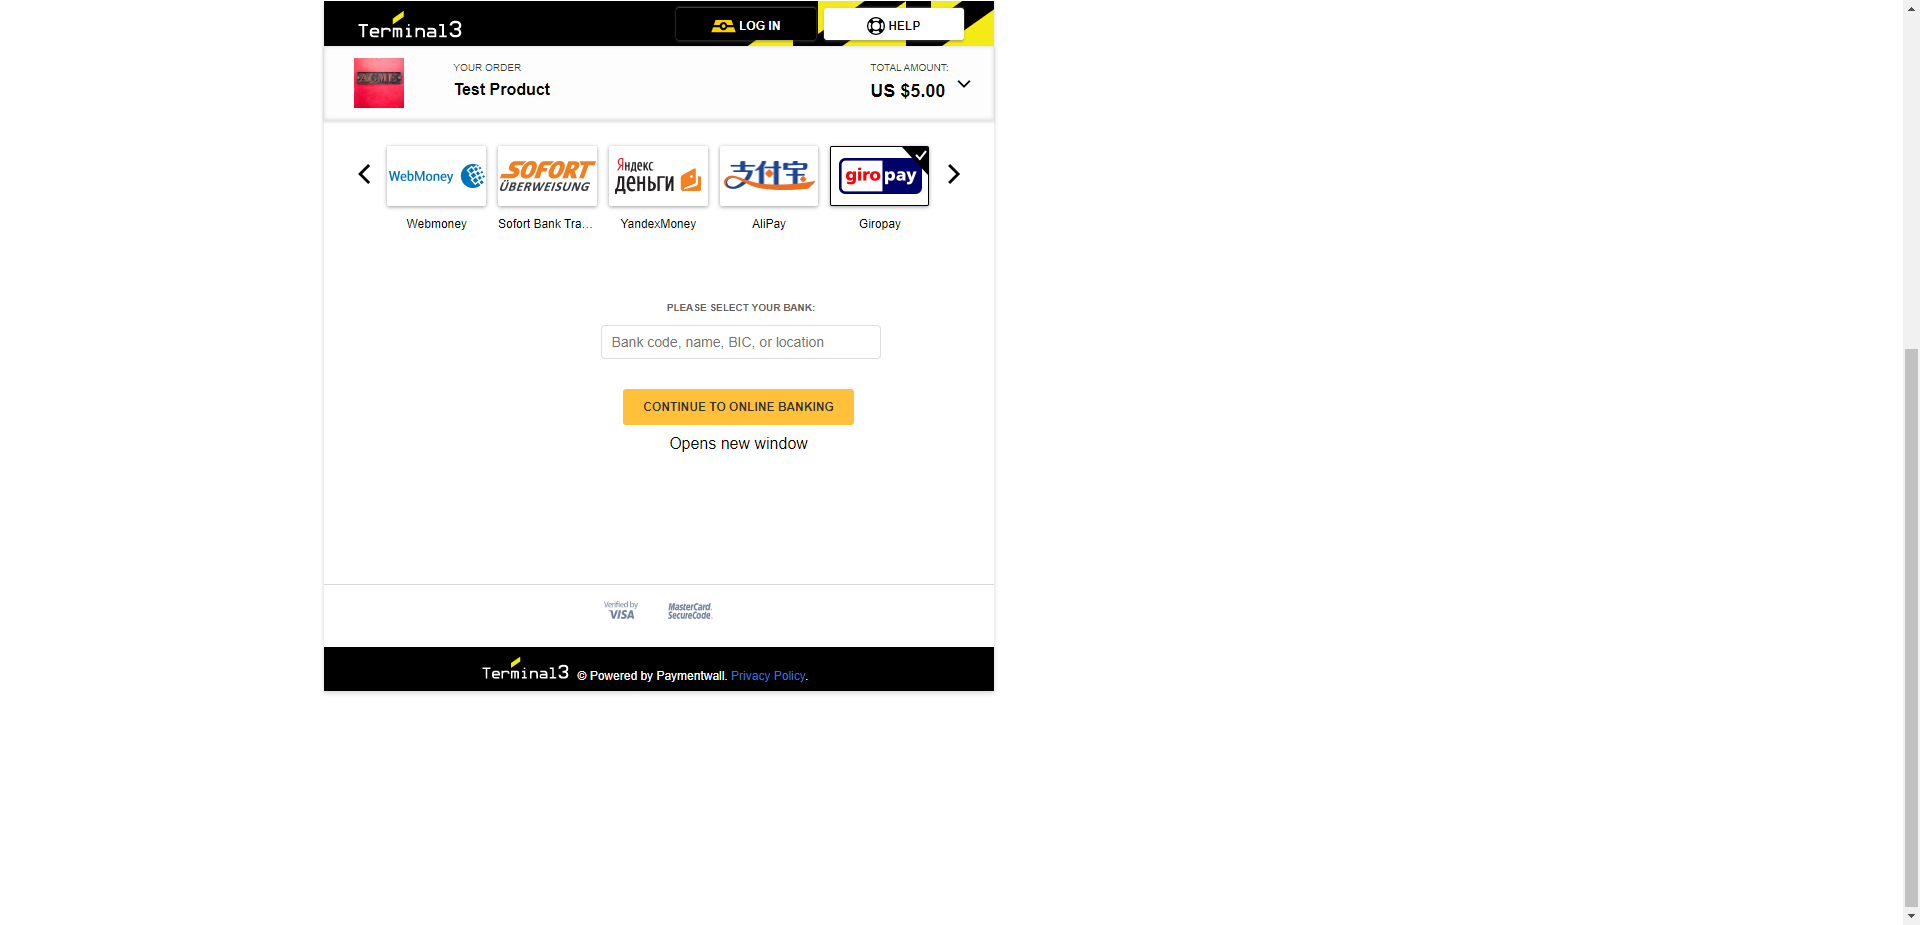 Terminal3
LOG IN
HELP
YOUR ORDER
Test Product
TOTAL AMOUNT:
US $5.00
ACME
WebMoney
SOFORT
ÜBERWEISUNG
Яндекс
деньги
支付宝
giropay
Webmoney
Sofort Bank Tra...
YandexMoney
AliPay
Giropay
PLEASE SELECT YOUR BANK:
Bank code, name, BIC, or location
CONTINUE TO ONLINE BANKING
Opens new window
Verified by
VISA
MasterCard.
SecureCode.
Terminal3 © Powered by Paymentwall. Privacy Policy.